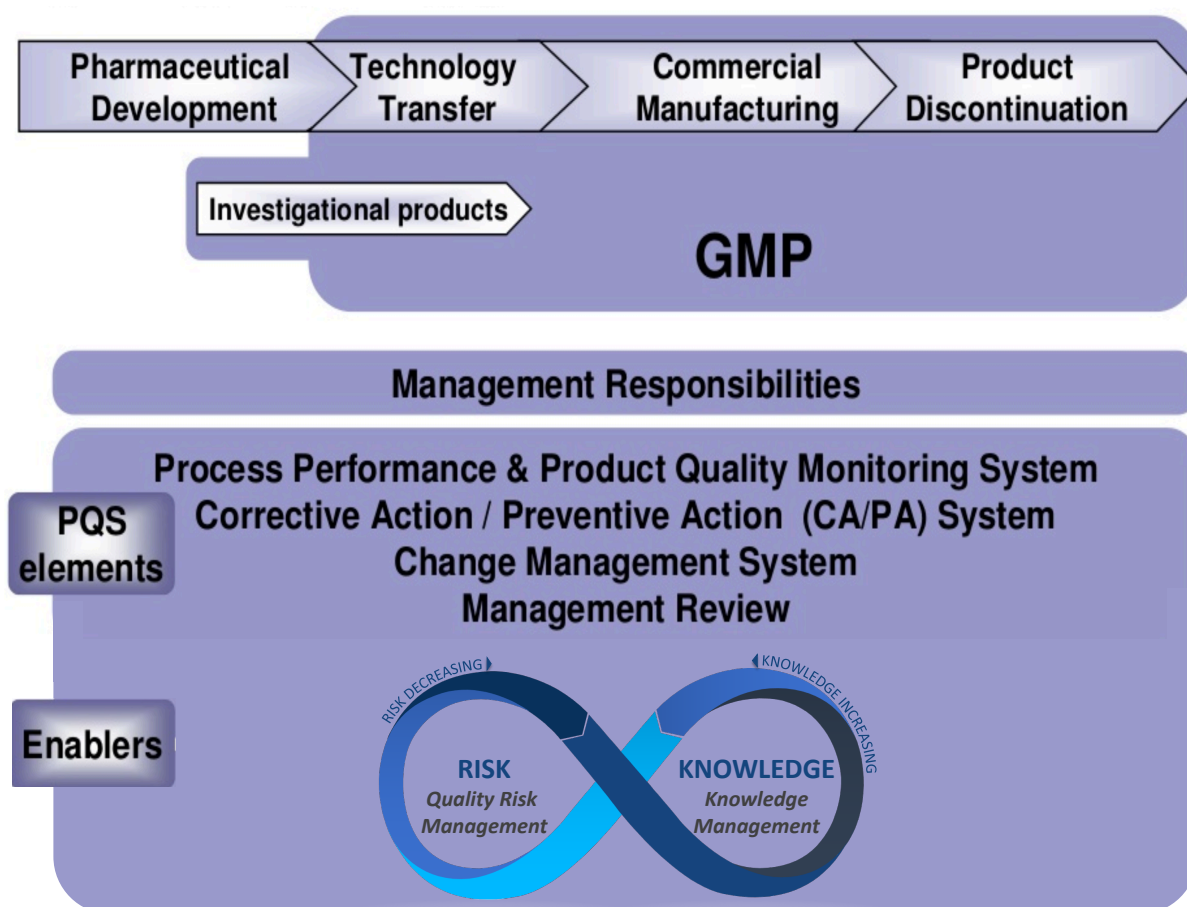 Pharmaceutical
Development
Technology
Transfer
Commercial
Manufacturing
Product
Discontinuation
Investigational products
GMP
Management Responsibilities
PQS
elements
Process Performance & Product Quality Monitoring System
Corrective Action / Preventive Action (CA/PA) System
Change Management System
Management Review
Enablers
RISK DECREASING
RISK
Quality Risk
Management
KNOWLEDGE INCREASING
KNOWLEDGE
Knowledge
Management